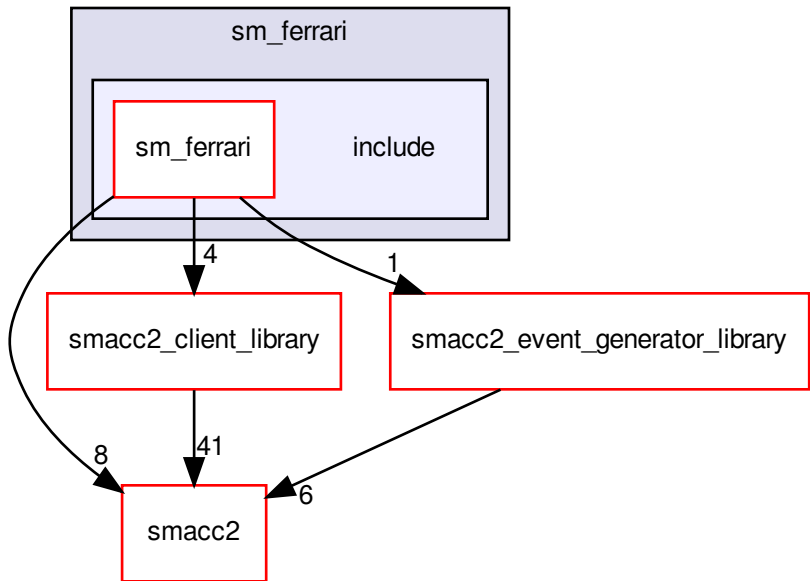 sm_ferrari
sm_ferrari
include
4
1
smacc2_client_library
smacc2_event_generator_library
8
41
6
smacc2